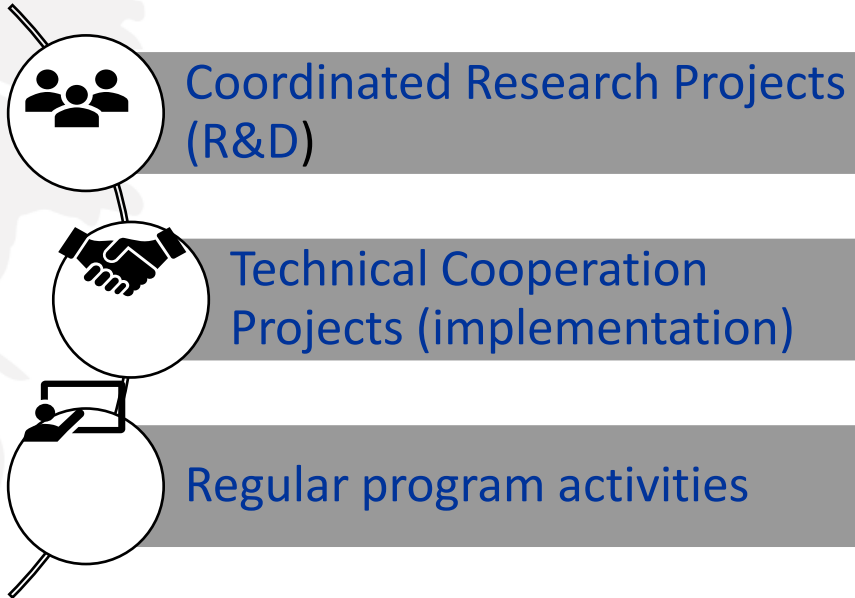 Coordinated Research Projects
(R&D)
Technical Cooperation
Projects (implementation)
Regular program activities